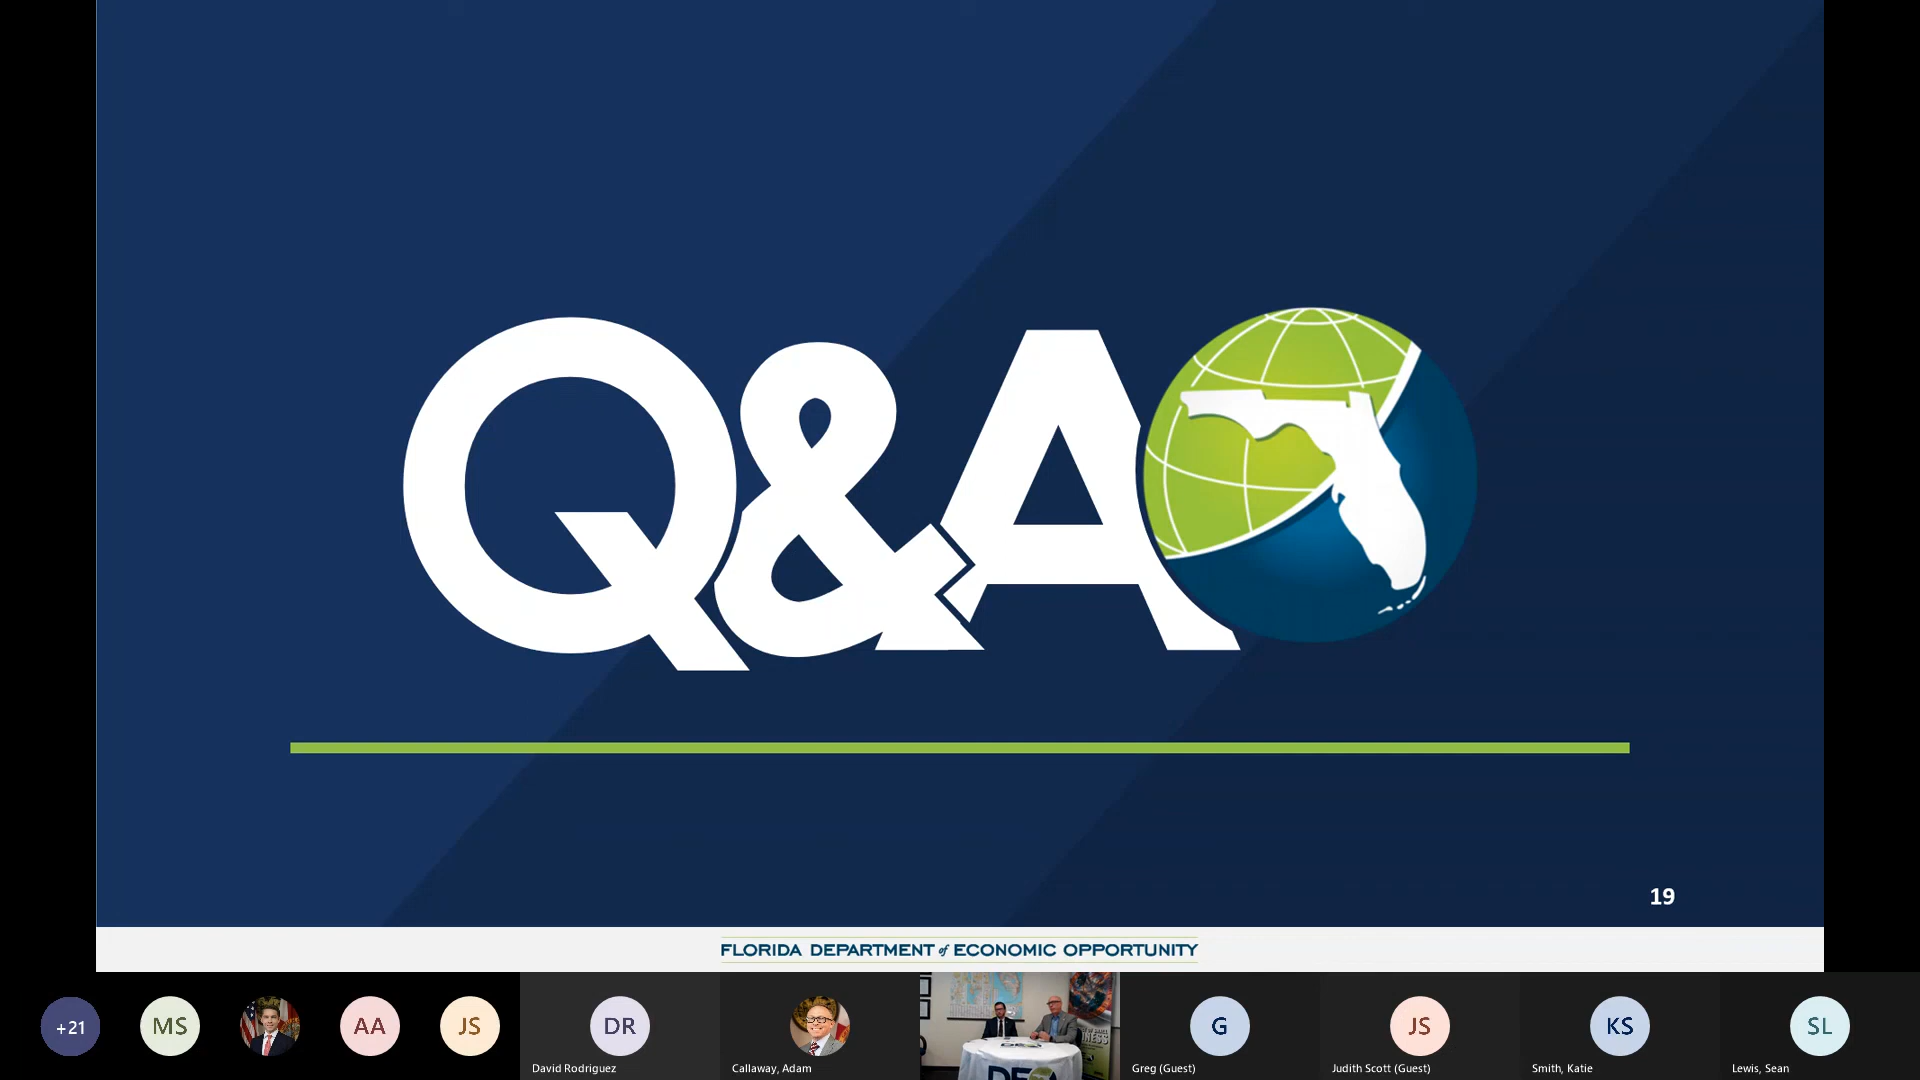 Q&A
19
FLORIDA DEPARTMENT of ECONOMIC OPPORTUNITY
+21
MS
AA
JS
DR
David Rodriguez
Callaway, Adam
DEO
G
Greg (Guest)
JS
Judith Scott (Guest)
KS
Smith, Katie
SL
Lewis, Sean